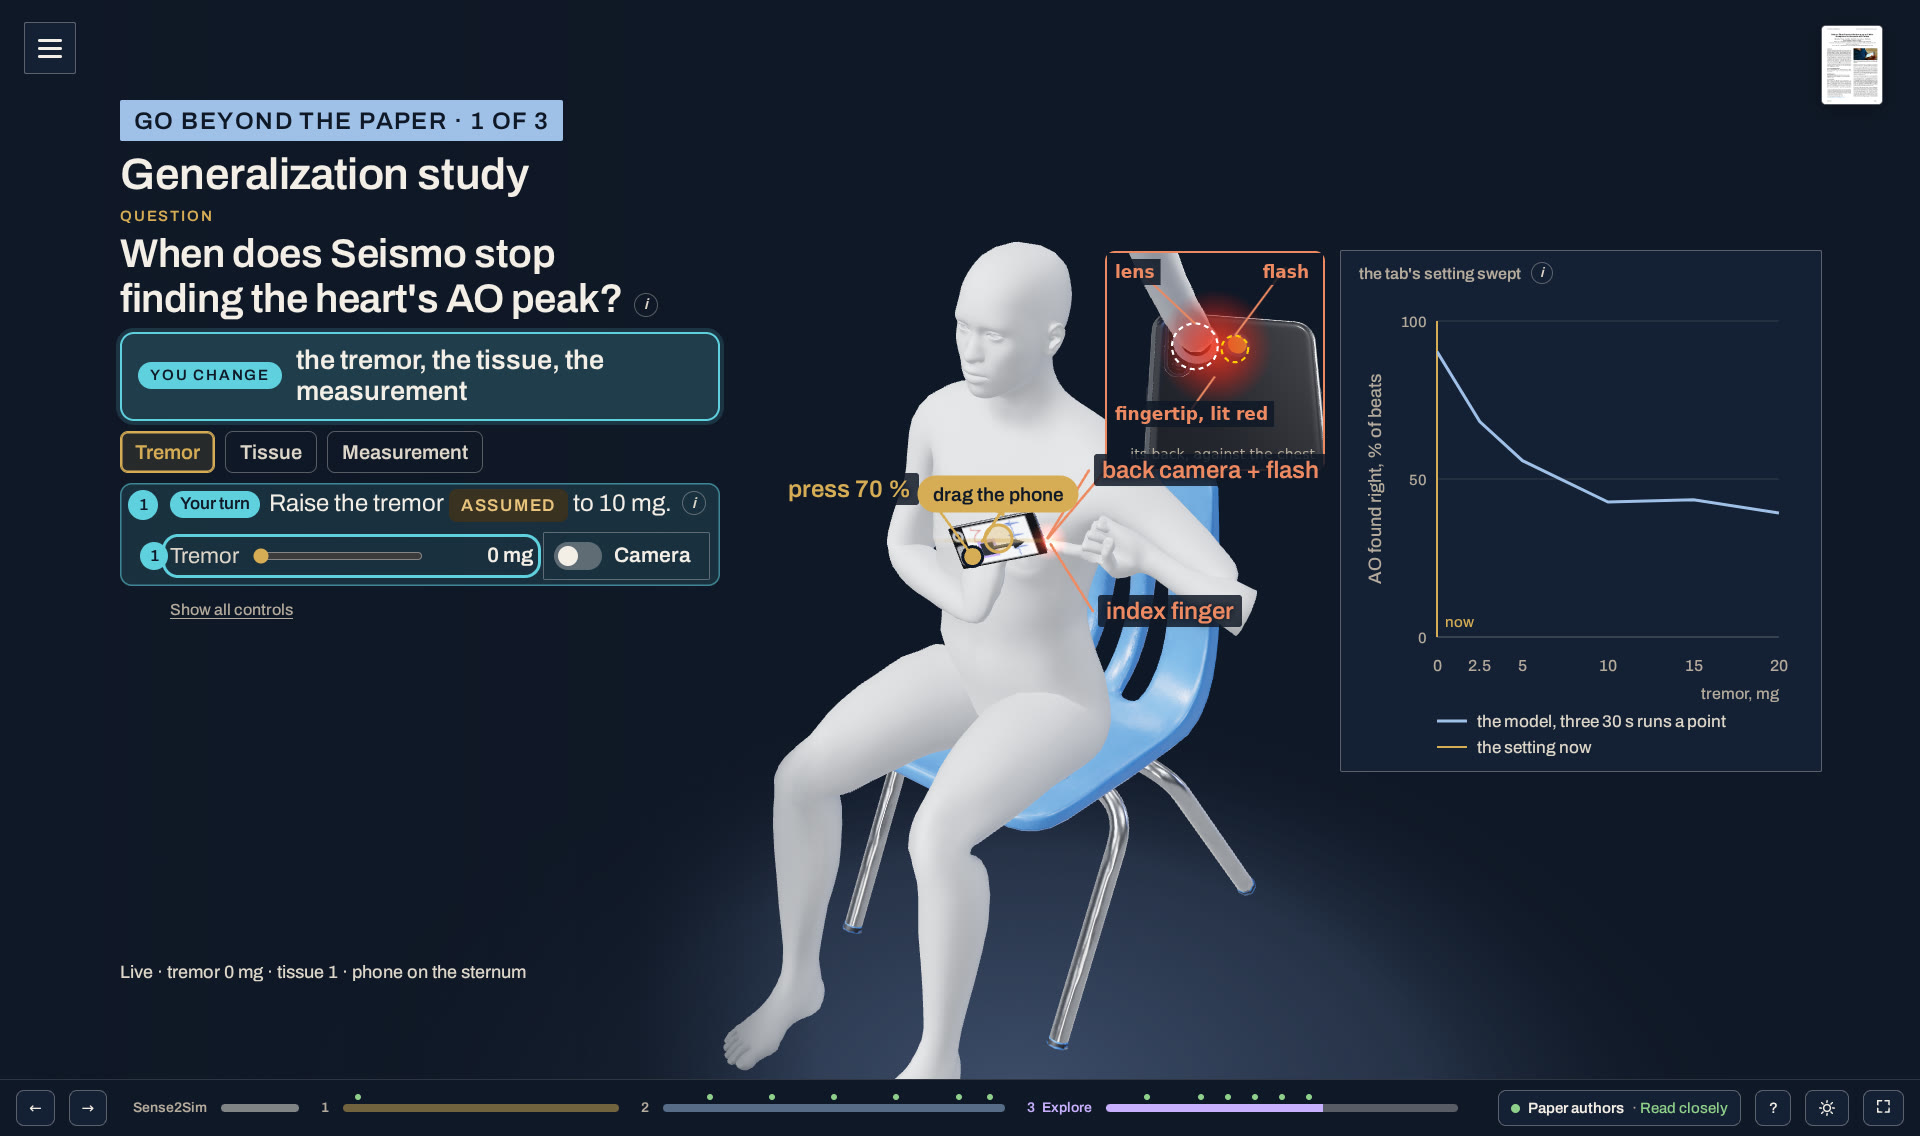 GO BEYOND THE PAPER · 1 OF 3
Generalization study
QUESTION
When does Seismo stop
finding the heart's AO peak? i
YOU CHANGE the tremor, the tissue, the
measurement
Tremor Tissue Measurement
1 Your turn Raise the tremor ASSUMED to 10 mg. i
1 Tremor 0 mg Camera
Show all controls
Live · tremor 0 mg · tissue 1 · phone on the sternum
lens flash
fingertip, lit red
its back, against the chest
back camera + flash
press 70 %
drag the phone
index finger
the tab's setting swept i
AO found right, % of beats
100
50
0
now
0 2.5 5 10 15 20
tremor, mg
the model, three 30 s runs a point
the setting now
← → Sense2Sim 1 2 3 Explore Paper authors · Read closely ?